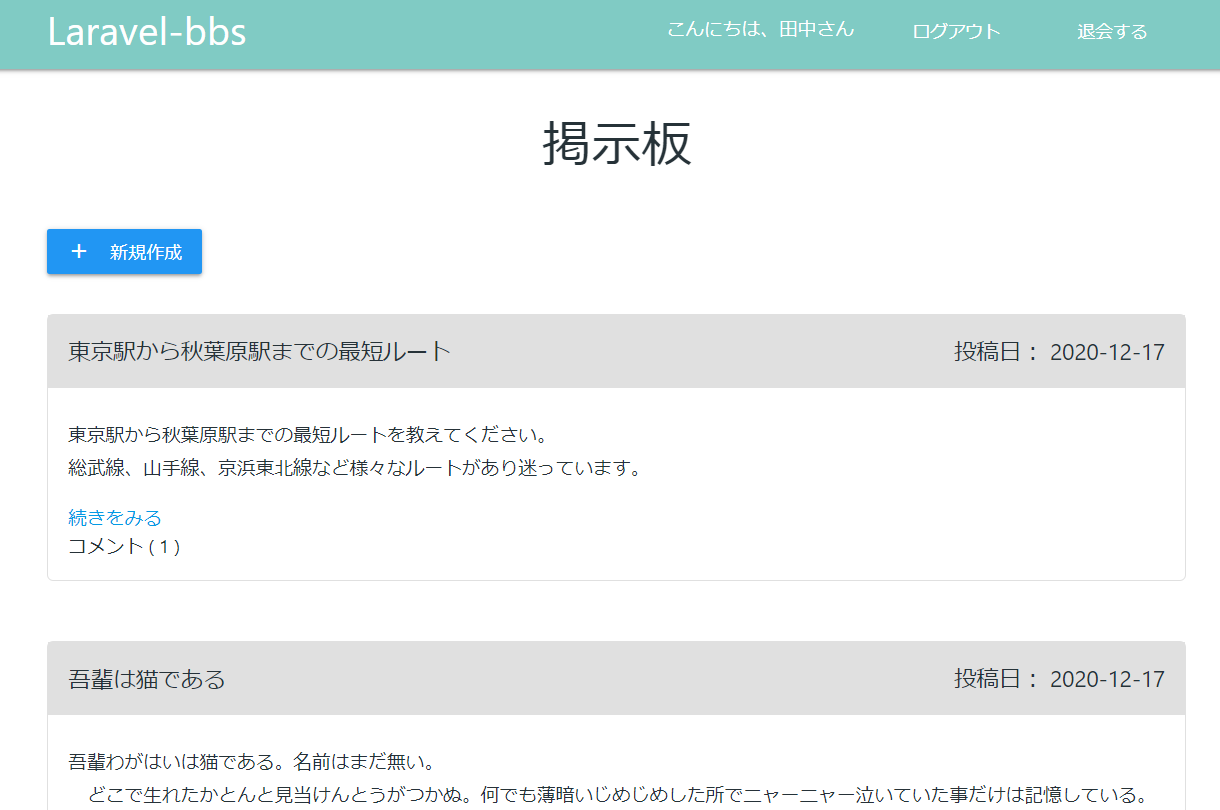 Laravel-bbs
こんにちは、田中さん
ログアウト
退会する
掲示板
+ 新規作成
東京駅から秋葉原駅までの最短ルート
投稿日： 2020-12-17
東京駅から秋葉原駅までの最短ルートを教えてください。
総武線、山手線、京浜東北線など様々なルートがあり迷っています。
続きをみる
コメント ( 1 )
吾輩は猫である
投稿日： 2020-12-17
吾輩わがはいは猫である。名前はまだ無い。
　どこで生れたかとんと見当けんとうがつかぬ。何でも薄暗いじめじめした所でニャーニャー泣いていた事だけは記憶している。